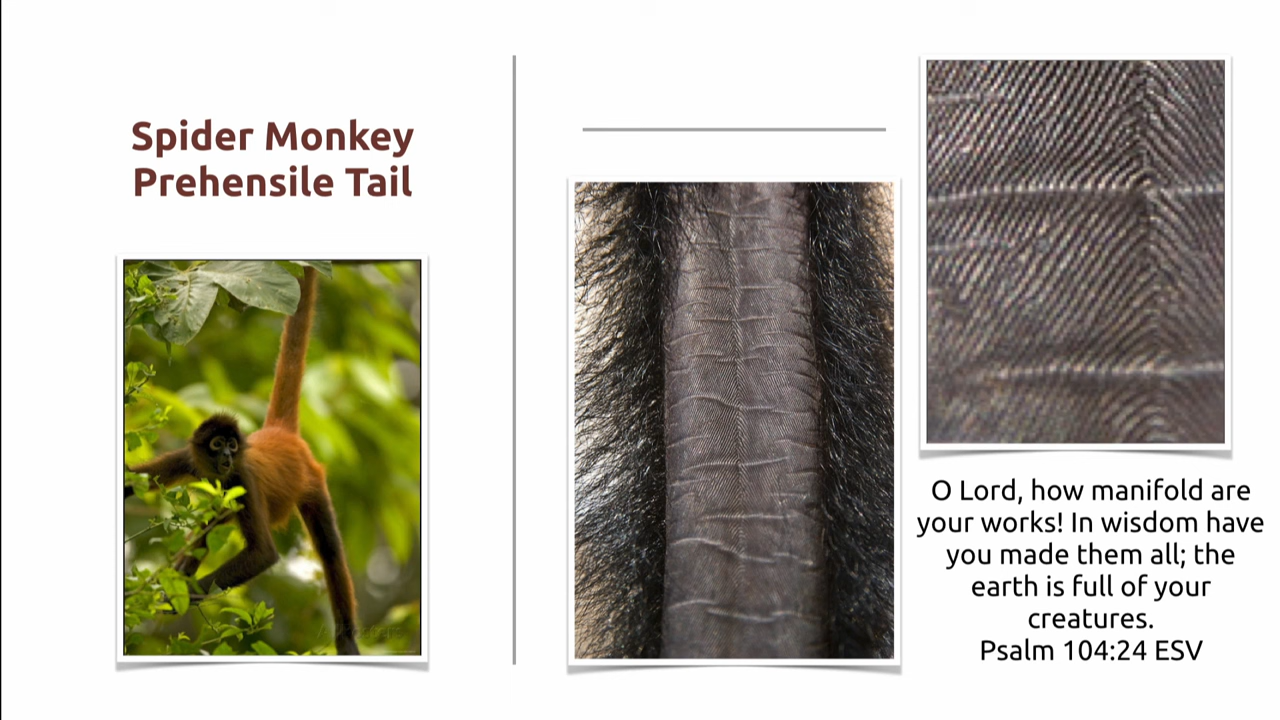 Spider Monkey
Prehensile Tail
O Lord, how manifold are
your works! In wisdom have
you made them all; the
earth is full of your
creatures.
Psalm 104:24 ESV